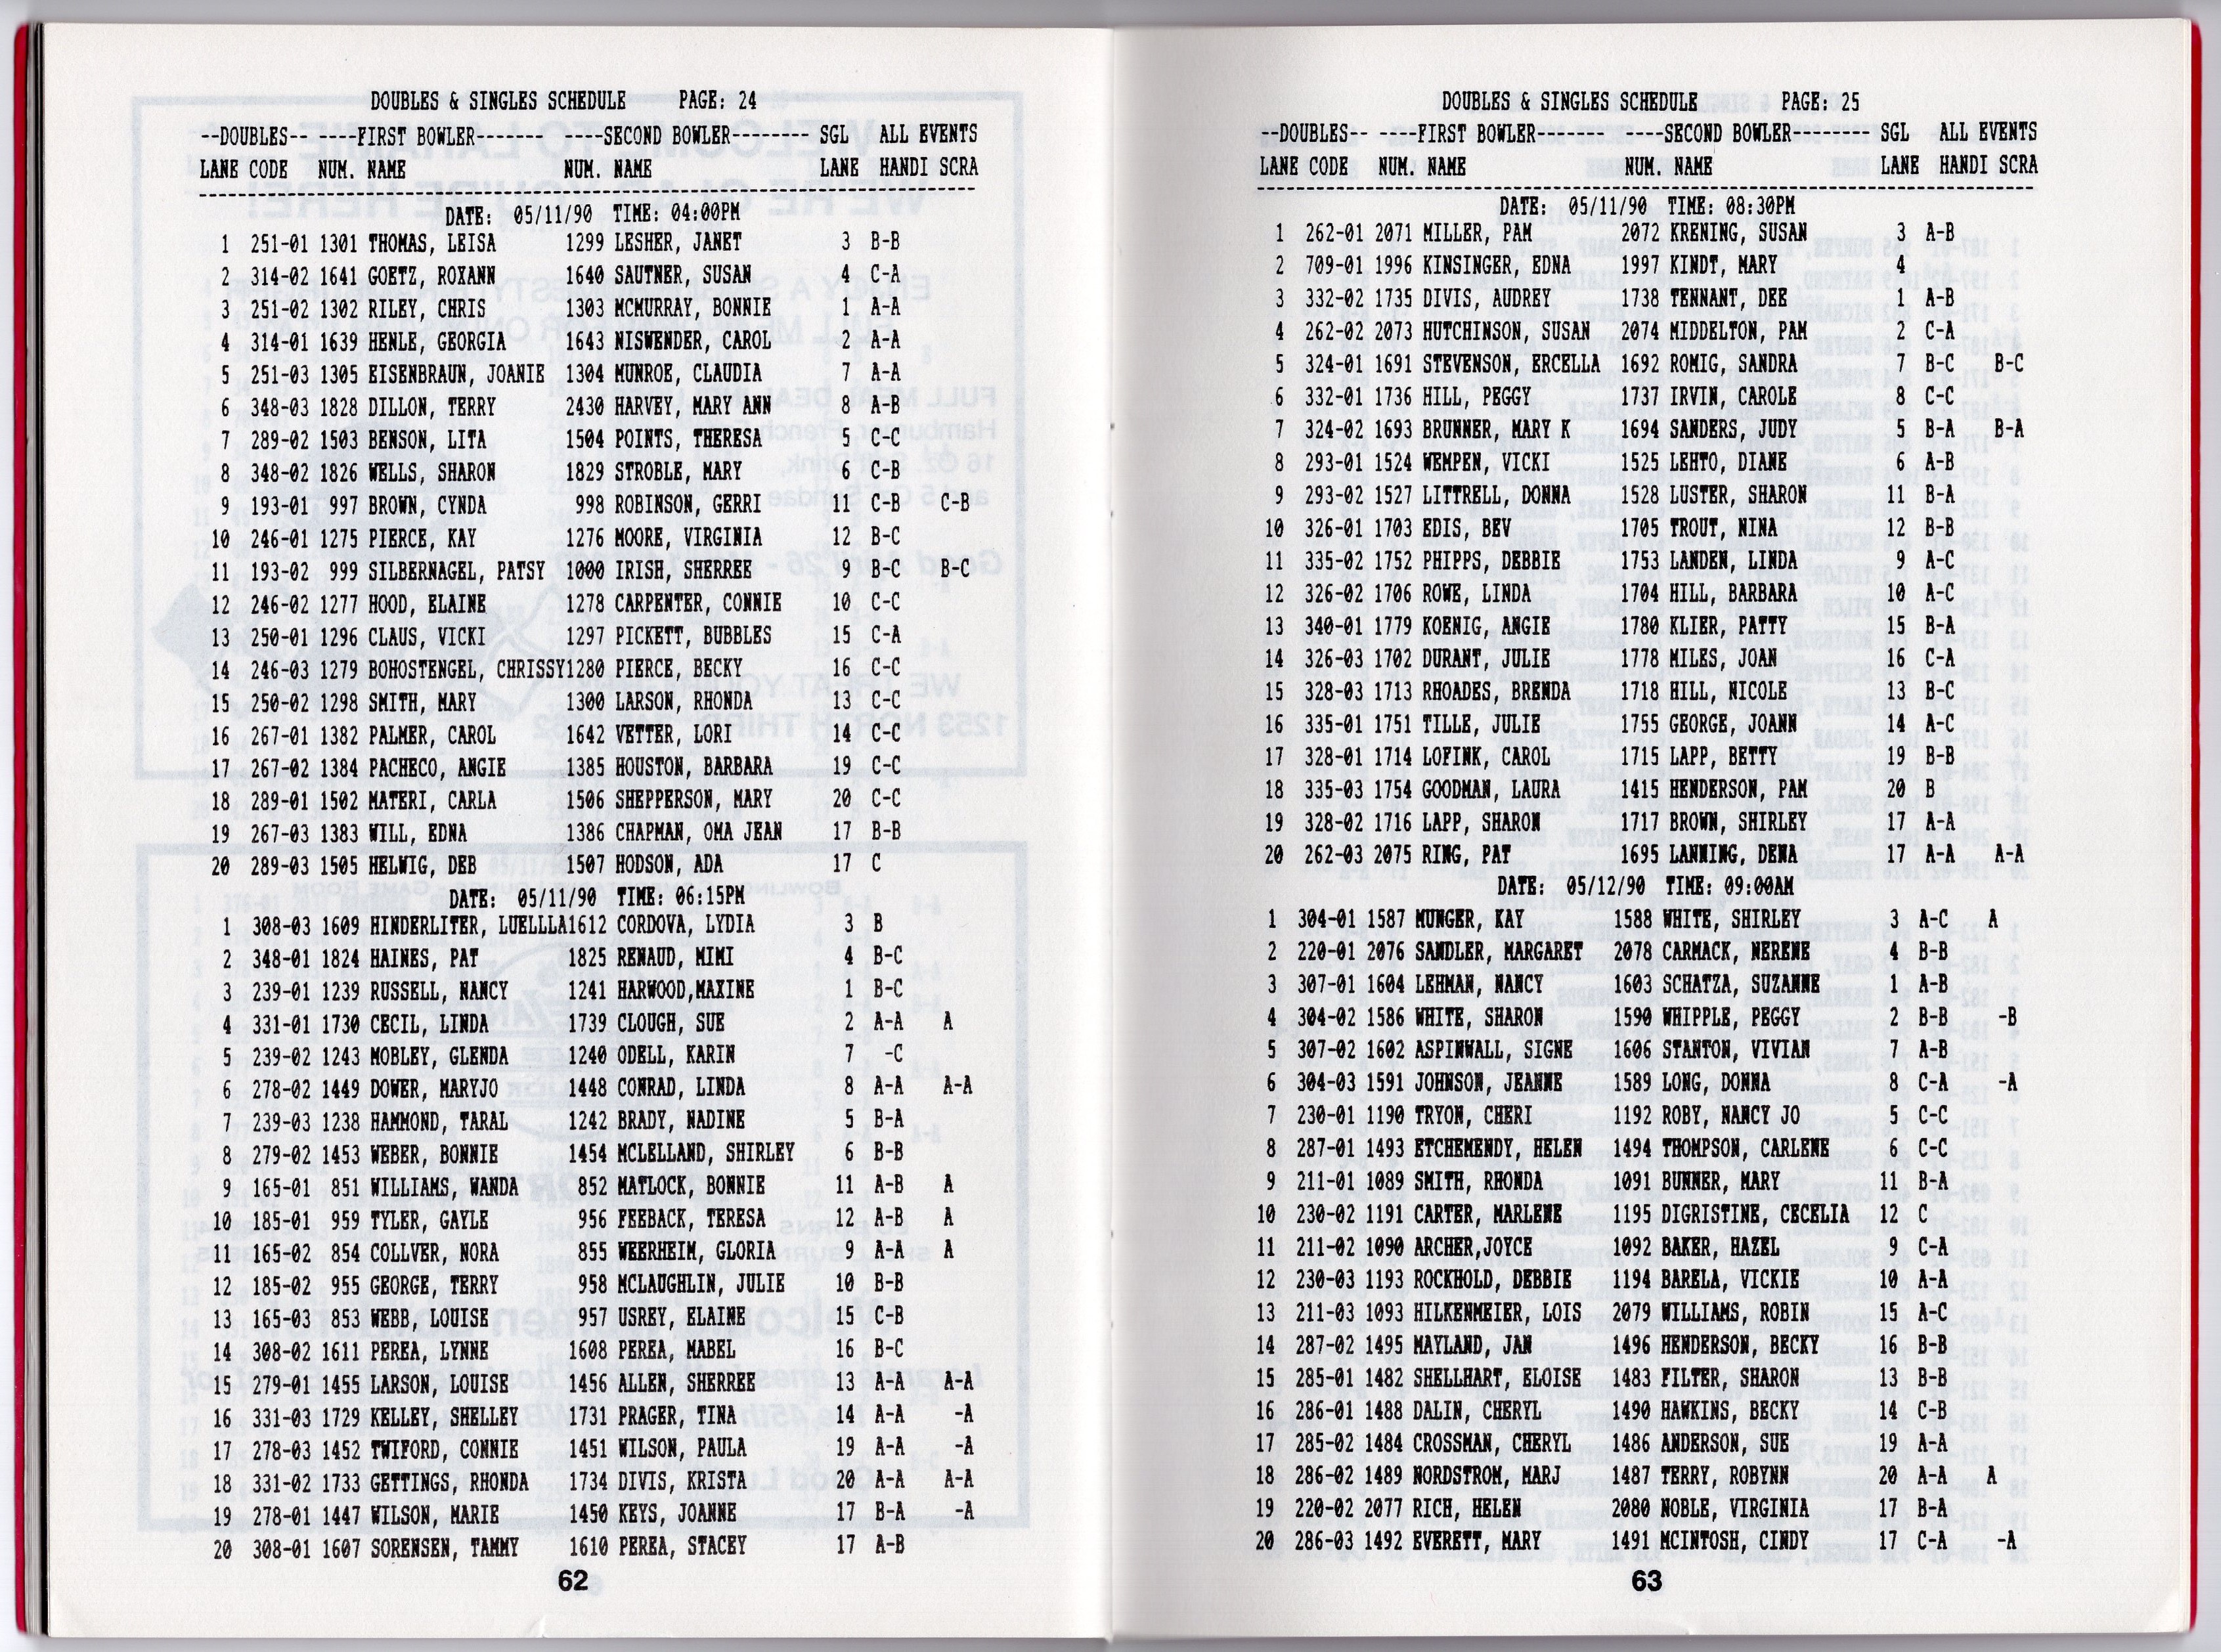 DOUBLES & SINGLES SCHEDULE PAGE: 24
--DOUBLES-- ----FIRST BOWLER------- ----SECOND BOWLER-------- SGL ALL EVENTS
LANE CODE NUM. NAME NUM. NAME LANE HANDI SCRA
DATE: 05/11/90 TIME: 04:00PM
1 251-01 1301 THOMAS, LEISA 1299 LESHER, JANET 3 B-B
2 314-02 1641 GOETZ, ROXANN 1640 SAUTNER, SUSAN 4 C-A
3 251-02 1302 RILEY, CHRIS 1303 MCMURRAY, BONNIE 1 A-A
4 314-01 1639 HENLE, GEORGIA 1643 NISWENDER, CAROL 2 A-A
5 251-03 1305 EISENBRAUN, JOANIE 1304 MUNROE, CLAUDIA 7 A-A
6 348-03 1828 DILLON, TERRY 2430 HARVEY, MARY ANN 8 A-B
7 289-02 1503 BENSON, LITA 1504 POINTS, THERESA 5 C-C
8 348-02 1826 WELLS, SHARON 1829 STROBLE, MARY 6 C-B
9 193-01 997 BROWN, CYNDA 998 ROBINSON, GERRI 11 C-B C-B
10 246-01 1275 PIERCE, KAY 1276 MOORE, VIRGINIA 12 B-C
11 193-02 999 SILBERNAGEL, PATSY 1000 IRISH, SHERREE 9 B-C B-C
12 246-02 1277 HOOD, ELAINE 1278 CARPENTER, CONNIE 10 C-C
13 250-01 1296 CLAUS, VICKI 1297 PICKETT, BUBBLES 15 C-A
14 246-03 1279 BOHOSTENGEL, CHRISSY1280 PIERCE, BECKY 16 C-C
15 250-02 1298 SMITH, MARY 1300 LARSON, RHONDA 13 C-C
16 267-01 1382 PALMER, CAROL 1642 VETTER, LORI 14 C-C
17 267-02 1384 PACHECO, ANGIE 1385 HOUSTON, BARBARA 19 C-C
18 289-01 1502 MATERI, CARLA 1506 SHEPPERSON, MARY 20 C-C
19 267-03 1383 WILL, EDNA 1386 CHAPMAN, OMA JEAN 17 B-B
20 289-03 1505 HELWIG, DEB 1507 HODSON, ADA 17 C
DATE: 05/11/90 TIME: 06:15PM
1 308-03 1609 HINDERLITER, LUELLLA1612 CORDOVA, LYDIA 3 B
2 348-01 1824 HAINES, PAT 1825 RENAUD, MIMI 4 B-C
3 239-01 1239 RUSSELL, NANCY 1241 HARWOOD,MAXINE 1 B-C
4 331-01 1730 CECIL, LINDA 1739 CLOUGH, SUE 2 A-A A
5 239-02 1243 MOBLEY, GLENDA 1240 ODELL, KARIN 7 -C
6 278-02 1449 DOWER, MARYJO 1448 CONRAD, LINDA 8 A-A A-A
7 239-03 1238 HAMMOND, TARAL 1242 BRADY, NADINE 5 B-A
8 279-02 1453 WEBER, BONNIE 1454 MCLELLAND, SHIRLEY 6 B-B
9 165-01 851 WILLIAMS, WANDA 852 MATLOCK, BONNIE 11 A-B A
10 185-01 959 TYLER, GAYLE 956 FEEBACK, TERESA 12 A-B A
11 165-02 854 COLLVER, NORA 855 WEERHEIM, GLORIA 9 A-A A
12 185-02 955 GEORGE, TERRY 958 MCLAUGHLIN, JULIE 10 B-B
13 165-03 853 WEBB, LOUISE 957 USREY, ELAINE 15 C-B
14 308-02 1611 PEREA, LYNNE 1608 PEREA, MABEL 16 B-C
15 279-01 1455 LARSON, LOUISE 1456 ALLEN, SHERREE 13 A-A A-A
16 331-03 1729 KELLEY, SHELLEY 1731 PRAGER, TINA 14 A-A -A
17 278-03 1452 TWIFORD, CONNIE 1451 WILSON, PAULA 19 A-A -A
18 331-02 1733 GETTINGS, RHONDA 1734 DIVIS, KRISTA 20 A-A A-A
19 278-01 1447 WILSON, MARIE 1450 KEYS, JOANNE 17 B-A -A
20 308-01 1607 SORENSEN, TAMMY 1610 PEREA, STACEY 17 A-B
62
DOUBLES & SINGLES SCHEDULE PAGE: 25
--DOUBLES-- ----FIRST BOWLER------- ----SECOND BOWLER-------- SGL ALL EVENTS
LANE CODE NUM. NAME NUM. NAME LANE HANDI SCRA
DATE: 05/11/90 TIME: 08:30PM
1 262-01 2071 MILLER, PAM 2072 KRENING, SUSAN 3 A-B
2 709-01 1996 KINSINGER, EDNA 1997 KINDT, MARY 4
3 332-02 1735 DIVIS, AUDREY 1738 TENNANT, DEE 1 A-B
4 262-02 2073 HUTCHINSON, SUSAN 2074 MIDDELTON, PAM 2 C-A
5 324-01 1691 STEVENSON, ERCELLA 1692 ROMIG, SANDRA 7 B-C B-C
6 332-01 1736 HILL, PEGGY 1737 IRVIN, CAROLE 8 C-C
7 324-02 1693 BRUNNER, MARY K 1694 SANDERS, JUDY 5 B-A B-A
8 293-01 1524 WEMPEN, VICKI 1525 LEHTO, DIANE 6 A-B
9 293-02 1527 LITTRELL, DONNA 1528 LUSTER, SHARON 11 B-A
10 326-01 1703 EDIS, BEV 1705 TROUT, NINA 12 B-B
11 335-02 1752 PHIPPS, DEBBIE 1753 LANDEN, LINDA 9 A-C
12 326-02 1706 ROWE, LINDA 1704 HILL, BARBARA 10 A-C
13 340-01 1779 KOENIG, ANGIE 1780 KLIER, PATTY 15 B-A
14 326-03 1702 DURANT, JULIE 1778 MILES, JOAN 16 C-A
15 328-03 1713 RHOADES, BRENDA 1718 HILL, NICOLE 13 B-C
16 335-01 1751 TILLE, JULIE 1755 GEORGE, JOANN 14 A-C
17 328-01 1714 LOFINK, CAROL 1715 LAPP, BETTY 19 B-B
18 335-03 1754 GOODMAN, LAURA 1415 HENDERSON, PAM 20 B
19 328-02 1716 LAPP, SHARON 1717 BROWN, SHIRLEY 17 A-A
20 262-03 2075 RING, PAT 1695 LANNING, DENA 17 A-A A-A
DATE: 05/12/90 TIME: 09:00AM
1 304-01 1587 MUNGER, KAY 1588 WHITE, SHIRLEY 3 A-C A
2 220-01 2076 SANDLER, MARGARET 2078 CARMACK, NERENE 4 B-B
3 307-01 1604 LEHMAN, NANCY 1603 SCHATZA, SUZANNE 1 A-B
4 304-02 1586 WHITE, SHARON 1590 WHIPPLE, PEGGY 2 B-B -B
5 307-02 1602 ASPINWALL, SIGNE 1606 STANTON, VIVIAN 7 A-B
6 304-03 1591 JOHNSON, JEANNE 1589 LONG, DONNA 8 C-A -A
7 230-01 1190 TRYON, CHERI 1192 ROBY, NANCY JO 5 C-C
8 287-01 1493 ETCHEMENDY, HELEN 1494 THOMPSON, CARLENE 6 C-C
9 211-01 1089 SMITH, RHONDA 1091 BUNNER, MARY 11 B-A
10 230-02 1191 CARTER, MARLENE 1195 DIGRISTINE, CECELIA 12 C
11 211-02 1090 ARCHER,JOYCE 1092 BAKER, HAZEL 9 C-A
12 230-03 1193 ROCKHOLD, DEBBIE 1194 BARELA, VICKIE 10 A-A
13 211-03 1093 HILKENMEIER, LOIS 2079 WILLIAMS, ROBIN 15 A-C
14 287-02 1495 MAYLAND, JAN 1496 HENDERSON, BECKY 16 B-B
15 285-01 1482 SHELLHART, ELOISE 1483 FILTER, SHARON 13 B-B
16 286-01 1488 DALIN, CHERYL 1490 HAWKINS, BECKY 14 C-B
17 285-02 1484 CROSSMAN, CHERYL 1486 ANDERSON, SUE 19 A-A
18 286-02 1489 NORDSTROM, MARJ 1487 TERRY, ROBYNN 20 A-A A
19 220-02 2077 RICH, HELEN 2080 NOBLE, VIRGINIA 17 B-A
20 286-03 1492 EVERETT, MARY 1491 MCINTOSH, CINDY 17 C-A -A
63